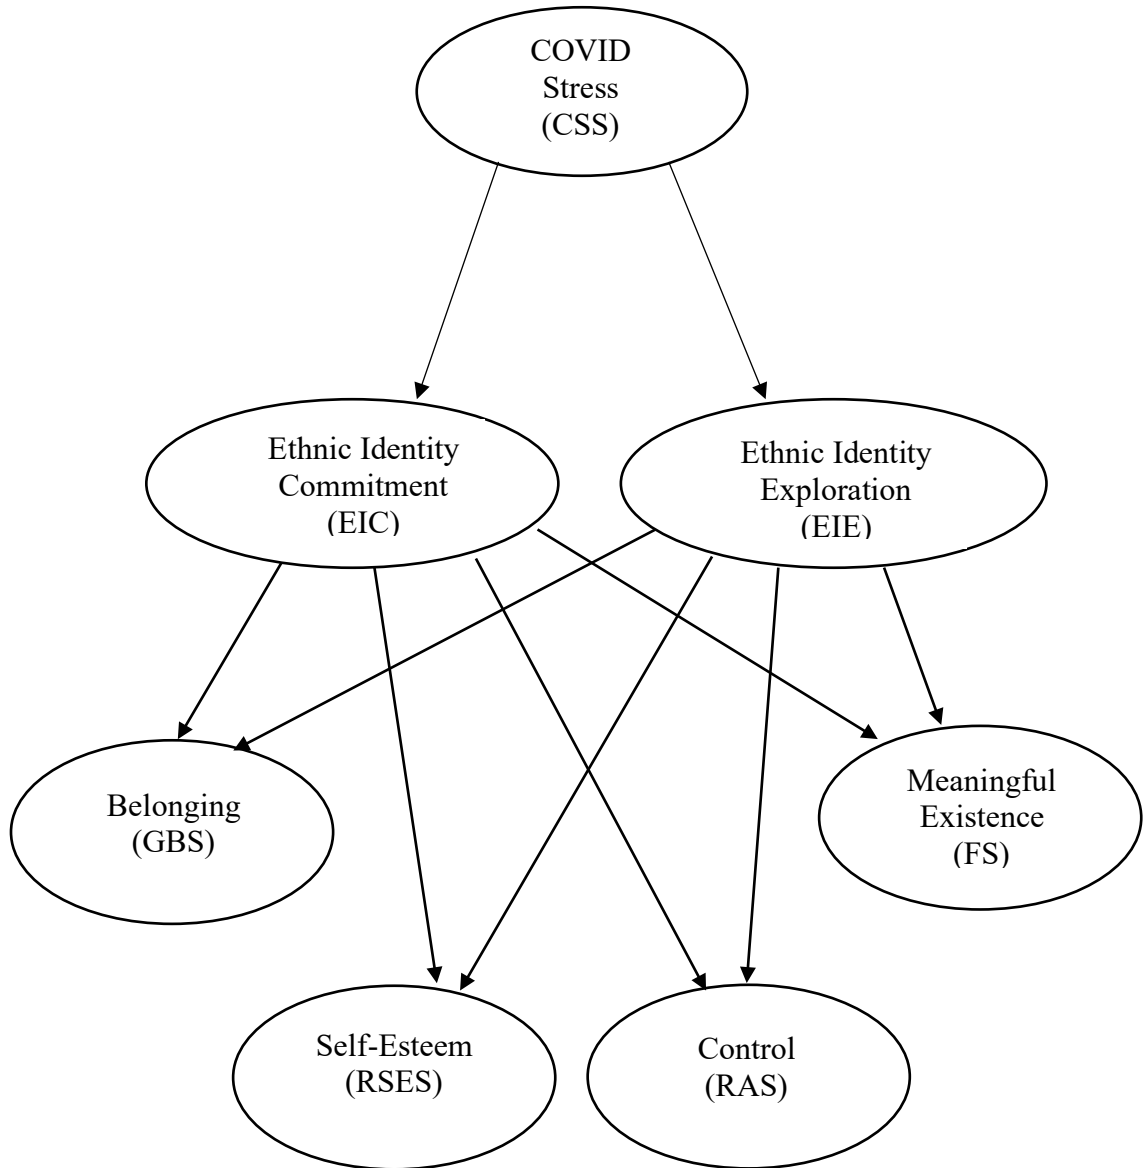 COVID
Stress
(CSS)
Ethnic Identity
Commitment
(EIC)
Ethnic Identity
Exploration
(EIE)
Belonging
(GBS)
Meaningful
Existence
(FS)
Self-Esteem
(RSES)
Control
(RAS)